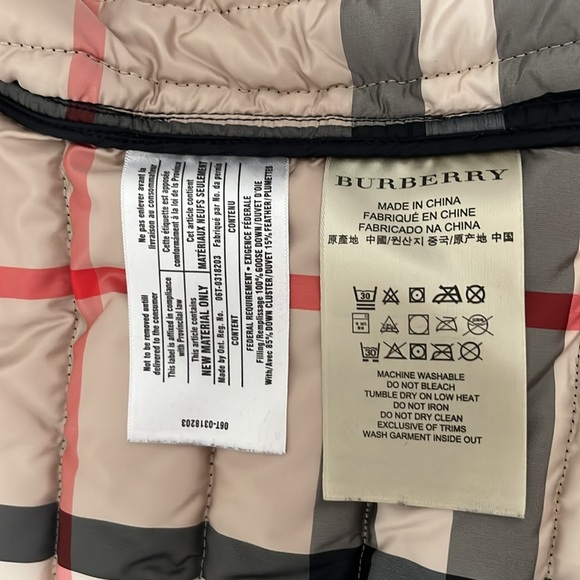 Ne pas enlever avant la
livraison au consommateur
Cette étiquette est apposée
conformément à la loi de la Province
Cet article contient
MATÉRIAUX NEUFS SEULEMENT
Fabriqué par No. da permis
CONTENU
Not to be removed untill
delivered to the consumer
This label is affixed in compliance
with Provincial law
This article contains
NEW MATERIAL ONLY
Made by Ont. Reg. No. 06T-0318203
CONTENT
FEDERAL REQUIREMENT • EXIGENCE FÉDÉRALE
Filling/Remplissage 100% GOOSE DOWN/DUVET D'OIE
With/Avec 85% DOWN CLUSTER/DUVET 15% FEATHER/PLUMETTES
06T-0318203
BURBERRY
MADE IN CHINA
FABRIQUÉ EN CHINE
FABRICADO NA CHINA
原產地 中國/원산지 중국/原产地 中国
30
30
MACHINE WASHABLE
DO NOT BLEACH
TUMBLE DRY ON LOW HEAT
DO NOT IRON
DO NOT DRY CLEAN
EXCLUSIVE OF TRIMS
WASH GARMENT INSIDE OUT